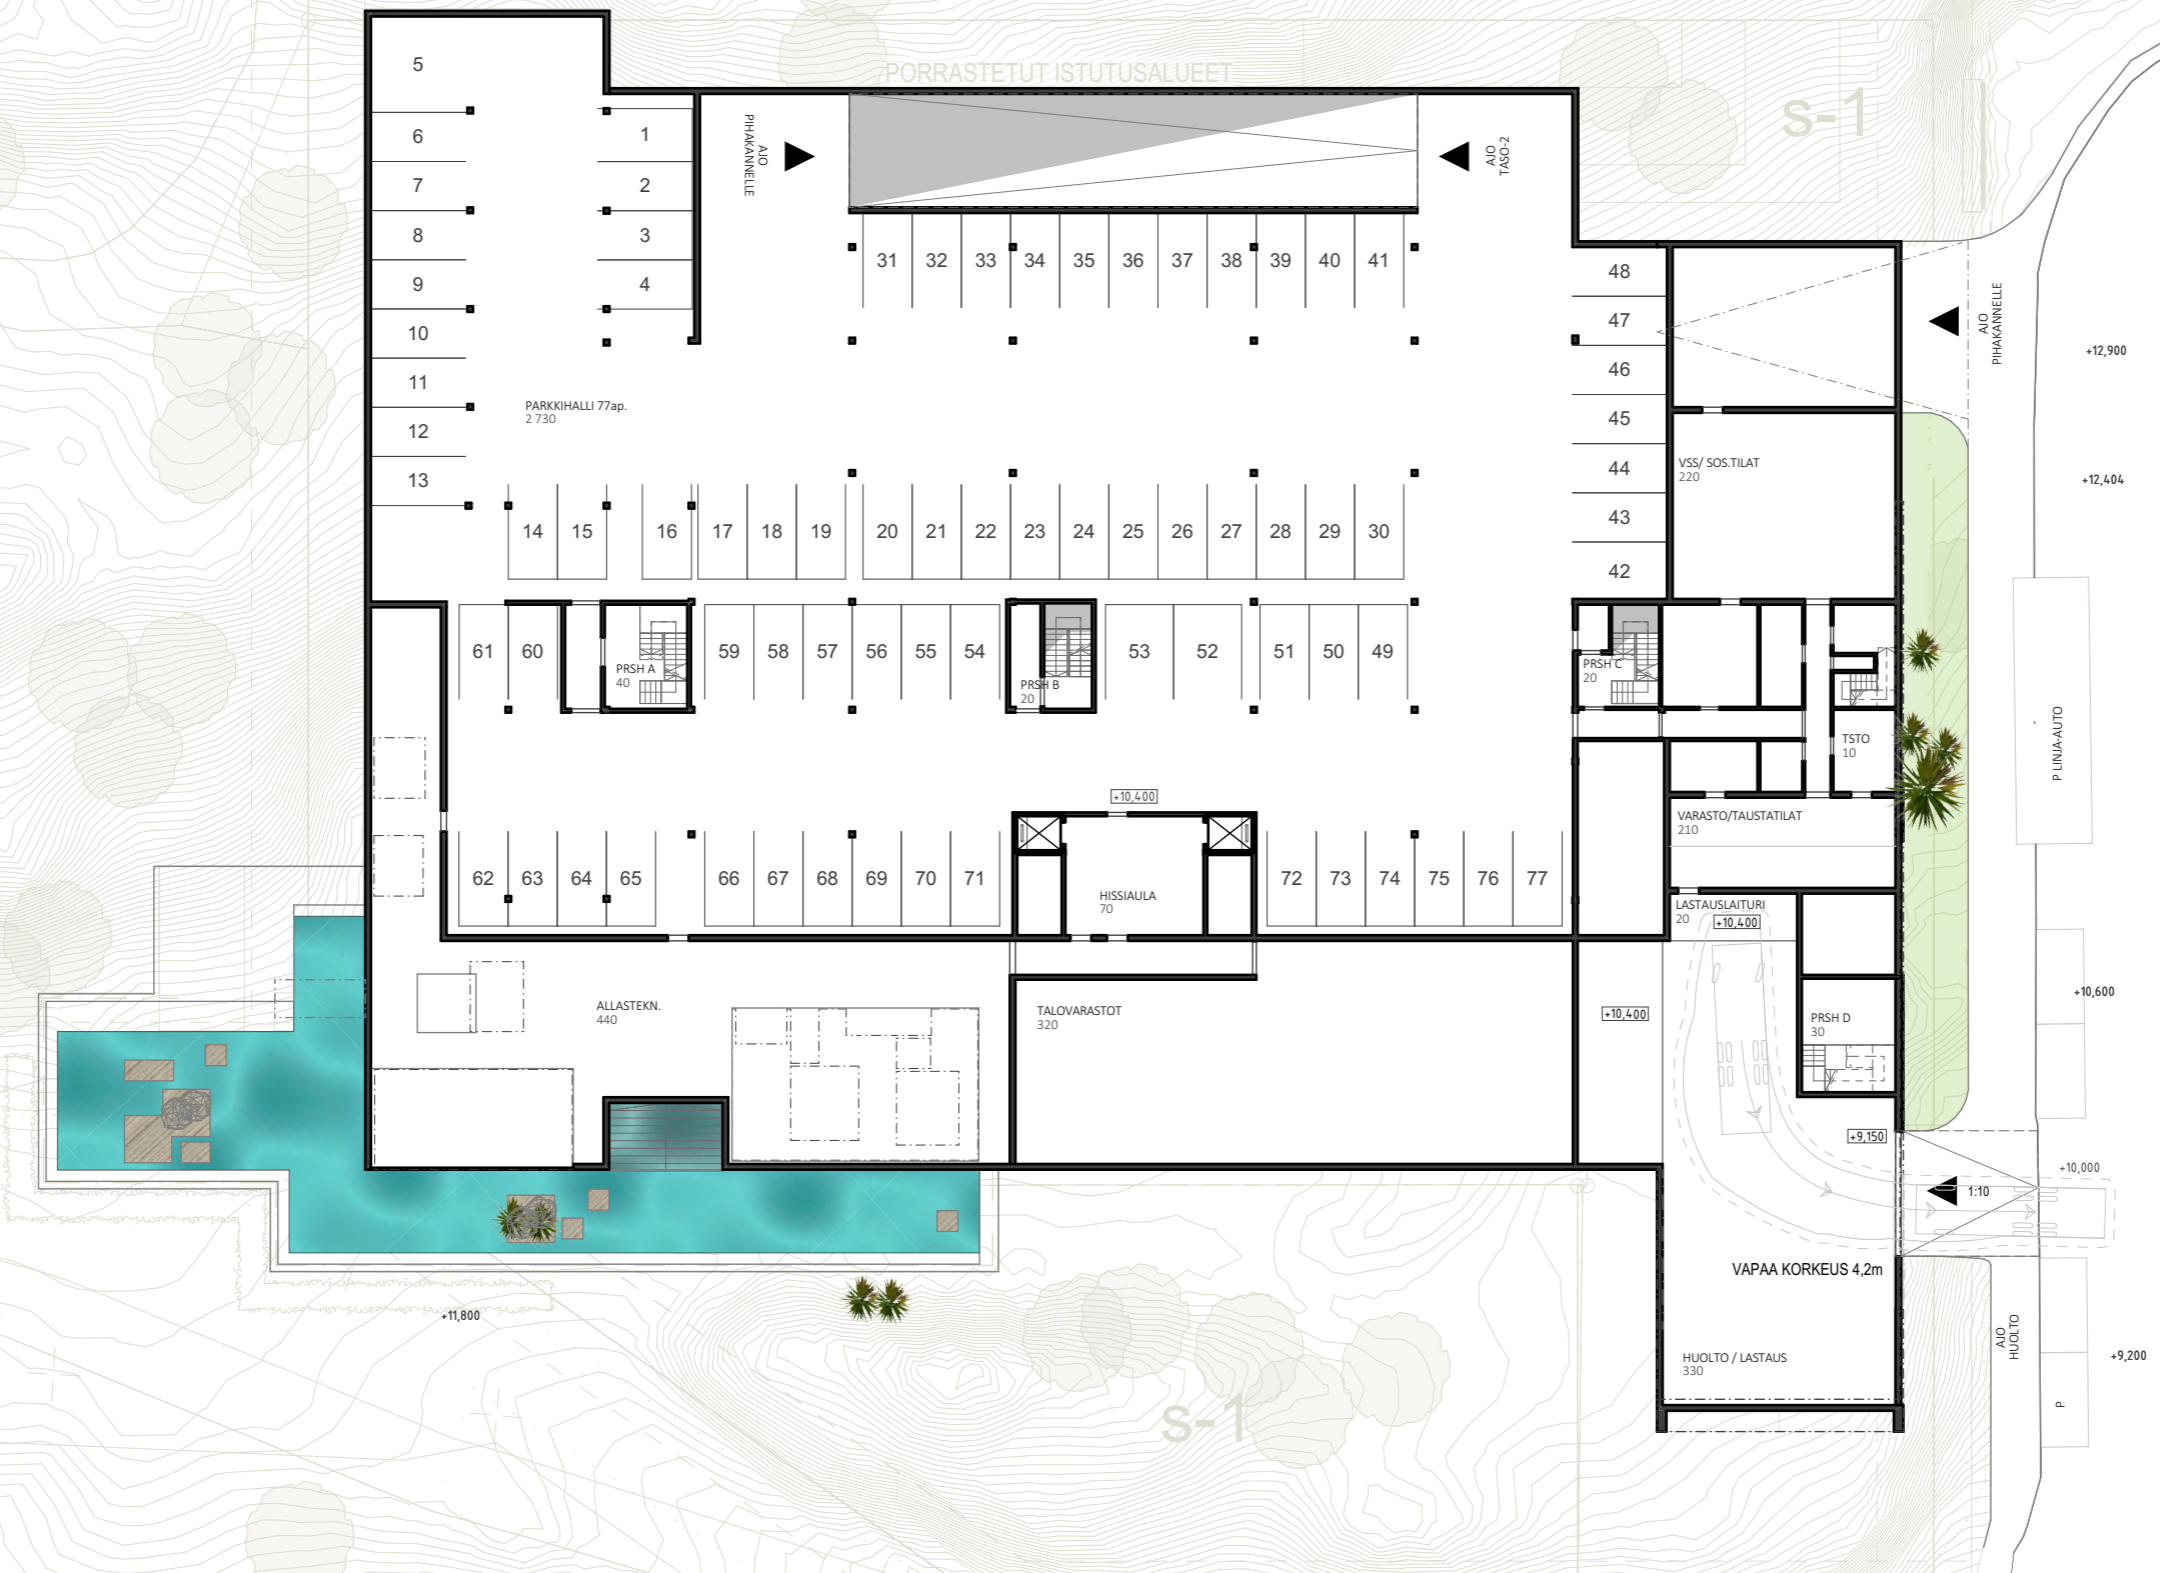 PORRASTETUT ISTUTUSALUEET
s-1
5
6
7
8
9
10
11
12
13
1
2
3
4
AJO
PIHAKANNELLE
AJO
TASO-2
31 32 33 34 35 36 37 38 39 40 41
48
47
46
45
44
43
42
AJO
PIHAKANNELLE
+12,900
+12,404
PARKKIHALLI 77ap.
2 730
VSS/ SOS.TILAT
220
14 15 16 17 18 19 20 21 22 23 24 25 26 27 28 29 30
61 60 59 58 57 56 55 54 53 52 51 50 49
PRSH A
40
PRSH B
20
PRSH C
20
TSTO
10
P LINJA-AUTO
+10,400
VARASTO/TAUSTATILAT
210
62 63 64 65 66 67 68 69 70 71 72 73 74 75 76 77
HISSIAULA
70
LASTAUSLAITURI
20
+10,400
ALLASTEKN.
440
TALOVARASTOT
320
+10,400
PRSH D
30
+10,600
+9,150
+10,000
1:10
VAPAA KORKEUS 4,2m
+11,800
HUOLTO / LASTAUS
330
AJO
HUOLTO
+9,200
P
s-1